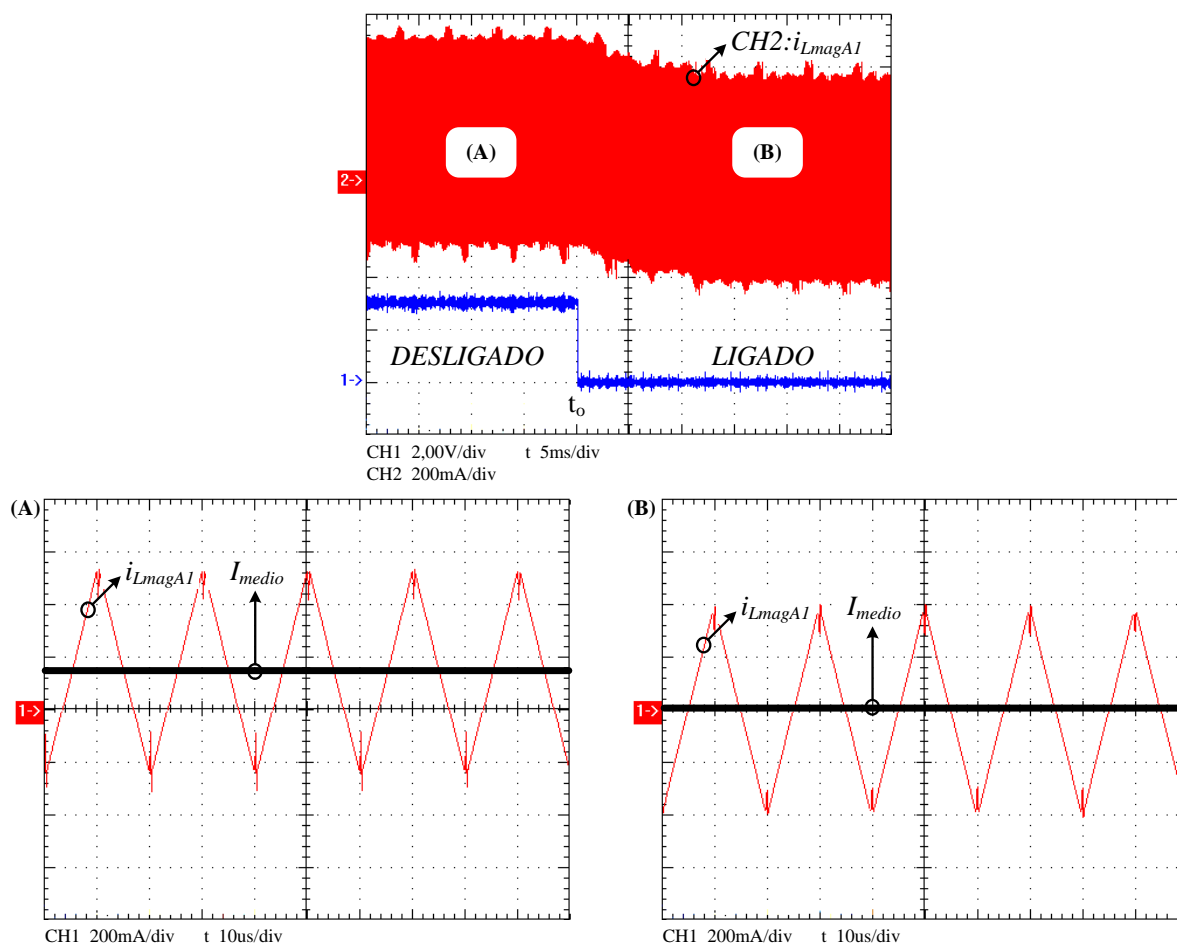 CH2:iLmagA1
(A)
(B)
2->
DESLIGADO
LIGADO
1->
to
CH1 2,00V/div t 5ms/div
CH2 200mA/div
(A)
iLmagA1
Imedio
1->
CH1 200mA/div t 10us/div
(B)
iLmagA1
Imedio
1->
CH1 200mA/div t 10us/div